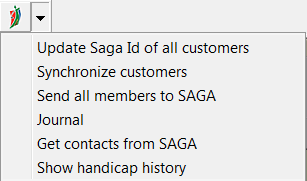 Update Saga Id of all customers
Synchronize customers
Send all members to SAGA
Journal
Get contacts from SAGA
Show handicap history